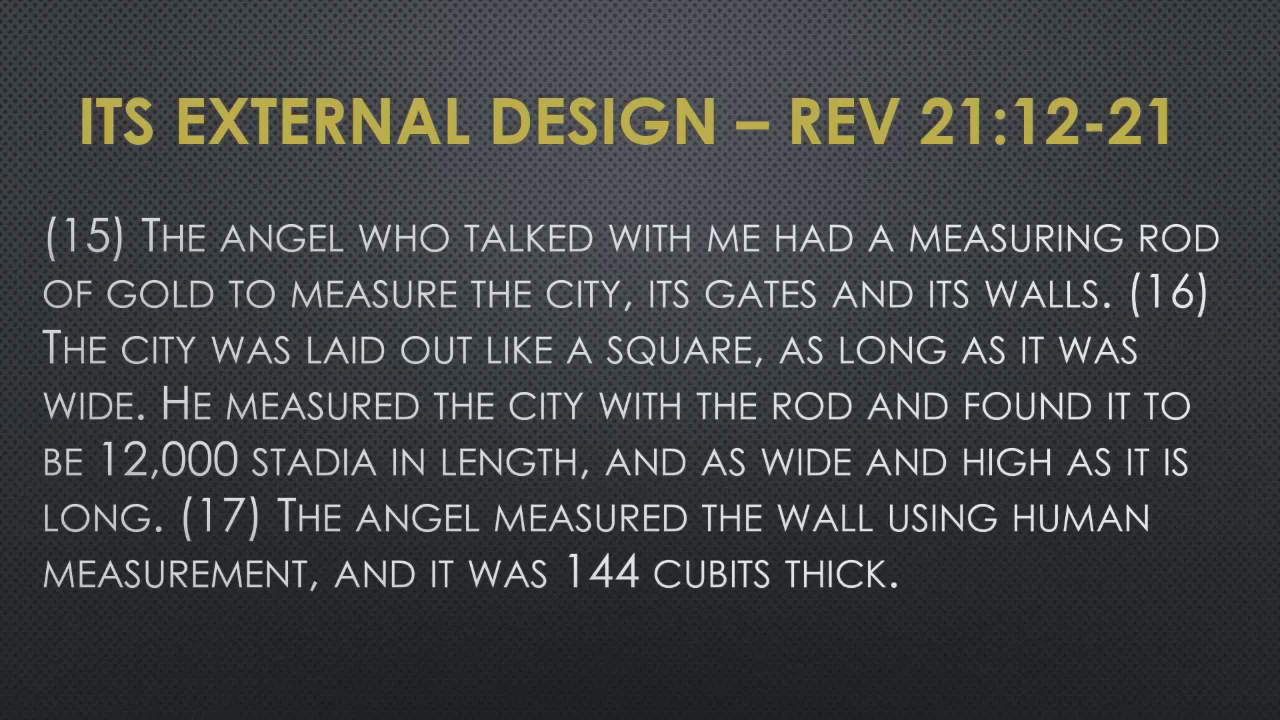 ITS EXTERNAL DESIGN – REV 21:12-21
(15) The angel who talked with me had a measuring rod
of gold to measure the city, its gates and its walls. (16)
The city was laid out like a square, as long as it was
wide. He measured the city with the rod and found it to
be 12,000 stadia in length, and as wide and high as it is
long. (17) The angel measured the wall using human
measurement, and it was 144 cubits thick.